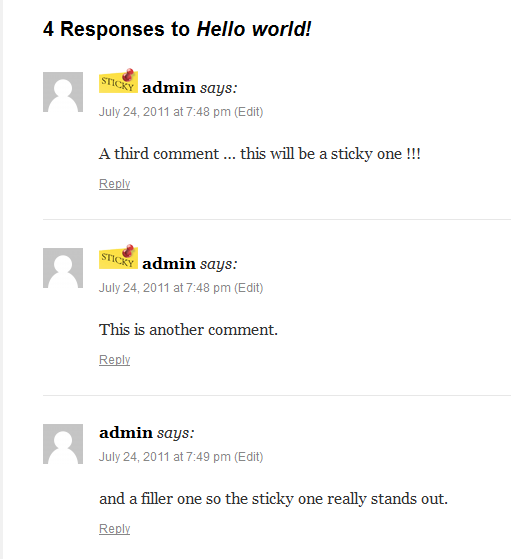 4 Responses to Hello world!
STICKY admin says:
July 24, 2011 at 7:48 pm (Edit)
A third comment ... this will be a sticky one !!!
Reply
STICKY admin says:
July 24, 2011 at 7:48 pm (Edit)
This is another comment.
Reply
admin says:
July 24, 2011 at 7:49 pm (Edit)
and a filler one so the sticky one really stands out.
Reply